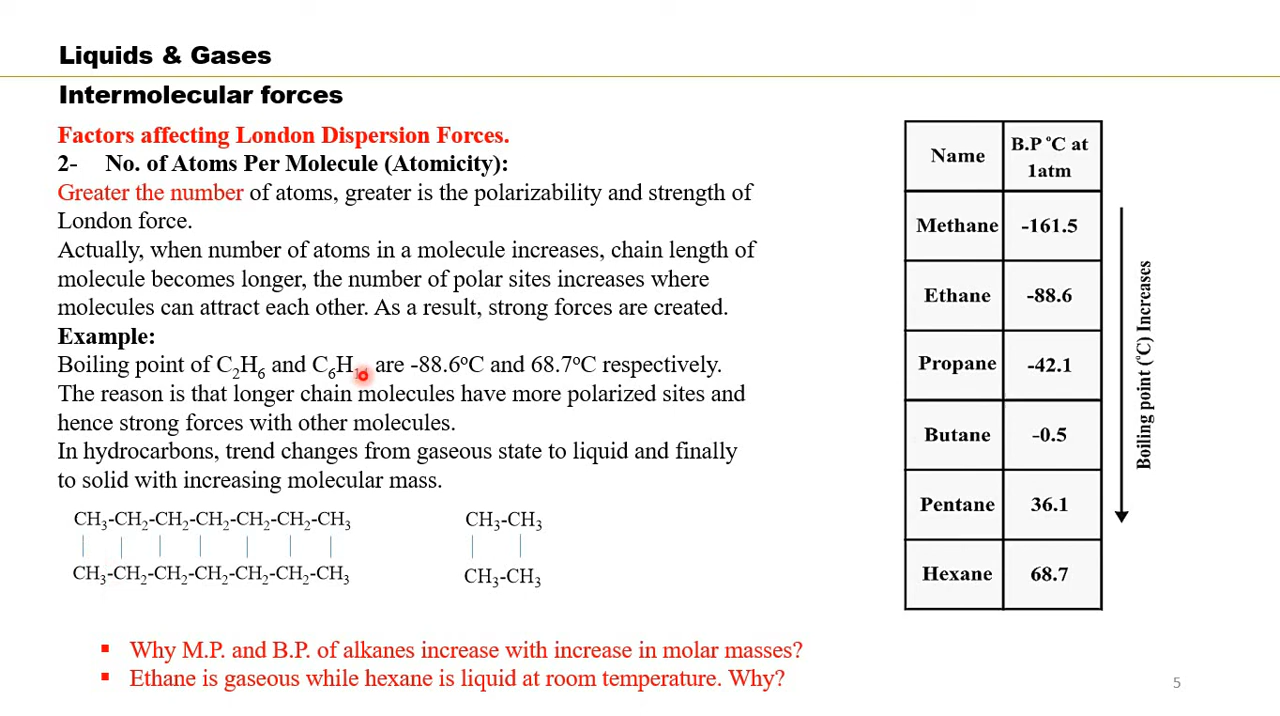 Liquids & Gases
Intermolecular forces
Factors affecting London Dispersion Forces.
2- No. of Atoms Per Molecule (Atomicity):
Greater the number of atoms, greater is the polarizability and strength of
London force.
Actually, when number of atoms in a molecule increases, chain length of
molecule becomes longer, the number of polar sites increases where
molecules can attract each other. As a result, strong forces are created.
Example:
Boiling point of C₂H₆ and C₆H are -88.6ºC and 68.7ºC respectively.
The reason is that longer chain molecules have more polarized sites and
hence strong forces with other molecules.
In hydrocarbons, trend changes from gaseous state to liquid and finally
to solid with increasing molecular mass.
CH₃-CH₂-CH₂-CH₂-CH₂-CH₂-CH₃
CH₃-CH₂-CH₂-CH₂-CH₂-CH₂-CH₃
CH₃-CH₃
CH₃-CH₃
▪ Why M.P. and B.P. of alkanes increase with increase in molar masses?
▪ Ethane is gaseous while hexane is liquid at room temperature. Why?
Name B.P ºC at
1atm
Methane -161.5
Ethane -88.6
Propane -42.1
Butane -0.5
Pentane 36.1
Hexane 68.7
Boiling point (ºC) Increases
5